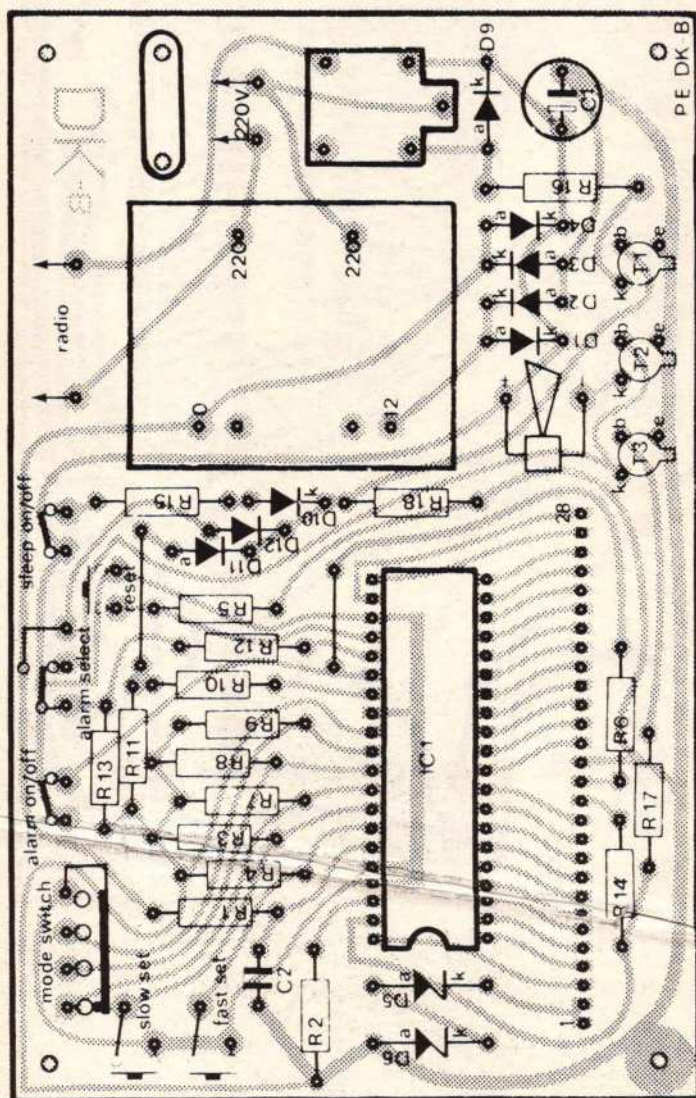 DK-B
PE DK-B
220V
D9
k
a
C1
+
R16
radio
220
220
0
12
a
k
D4
D3
a
D2
a
a
k
D1
b
k
e
T1
b
k
e
T2
b
k
e
T3
+
-
sleep on/off
R15
D10
k
R18
D12
a
D11
28
alarm select
reset
R5
R12
R10
R9
R8
R11
R13
IC1
R6
R17
R14
alarm on/off
R4
R1
mode switch
slow set
fast set
C2
R2
a
D5
k
a
D6
k
1